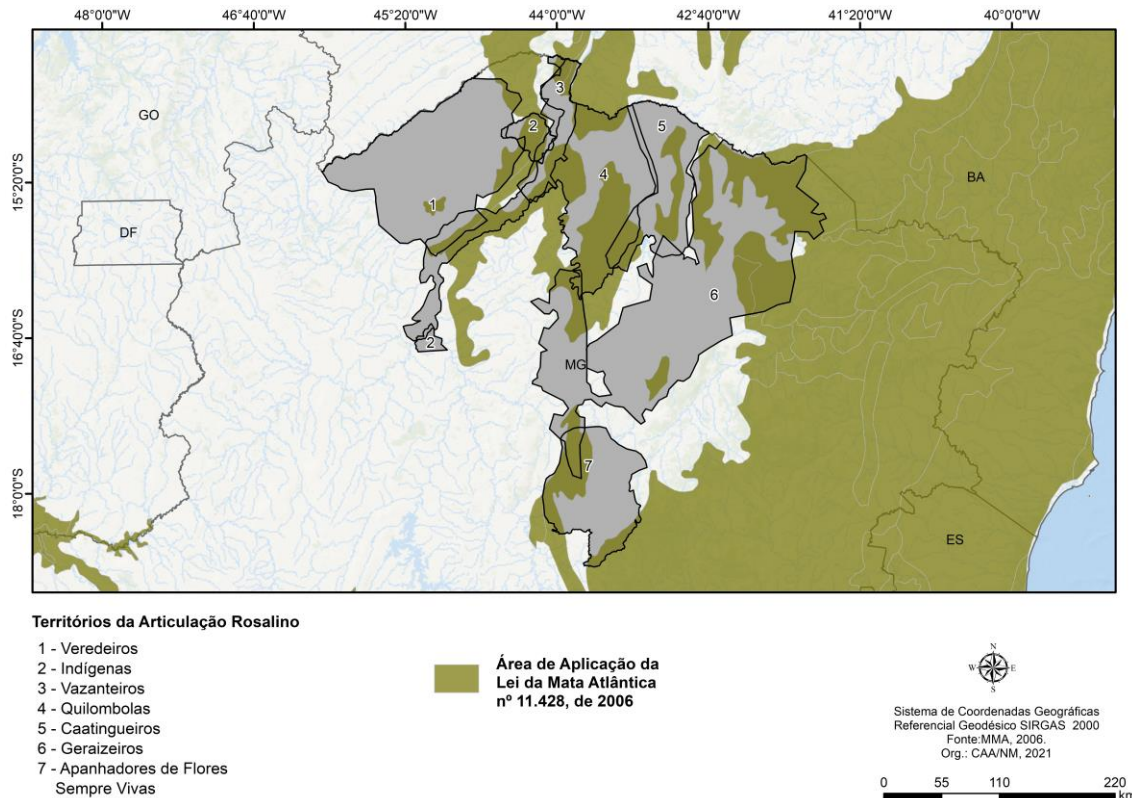 48°0'0"W 46°40'0"W 45°20'0"W 44°0'0"W 42°40'0"W 41°20'0"W 40°0'0"W
3
GO
2
5
15°20'0"S
4
BA
1
DF
6
16°40'0"S
2
MG
7
18°0'0"S
ES
Territórios da Articulação Rosalino
1 - Veredeiros
2 - Indígenas
3 - Vazanteiros
4 - Quilombolas
5 - Caatingueiros
6 - Geraizeiros
7 - Apanhadores de Flores
Sempre Vivas
Área de Aplicação da
Lei da Mata Atlântica
nº 11.428, de 2006
N
W E
S
Sistema de Coordenadas Geográficas
Referencial Geodésico SIRGAS 2000
Fonte:MMA, 2006.
Org.: CAA/NM, 2021
0 55 110 220
km